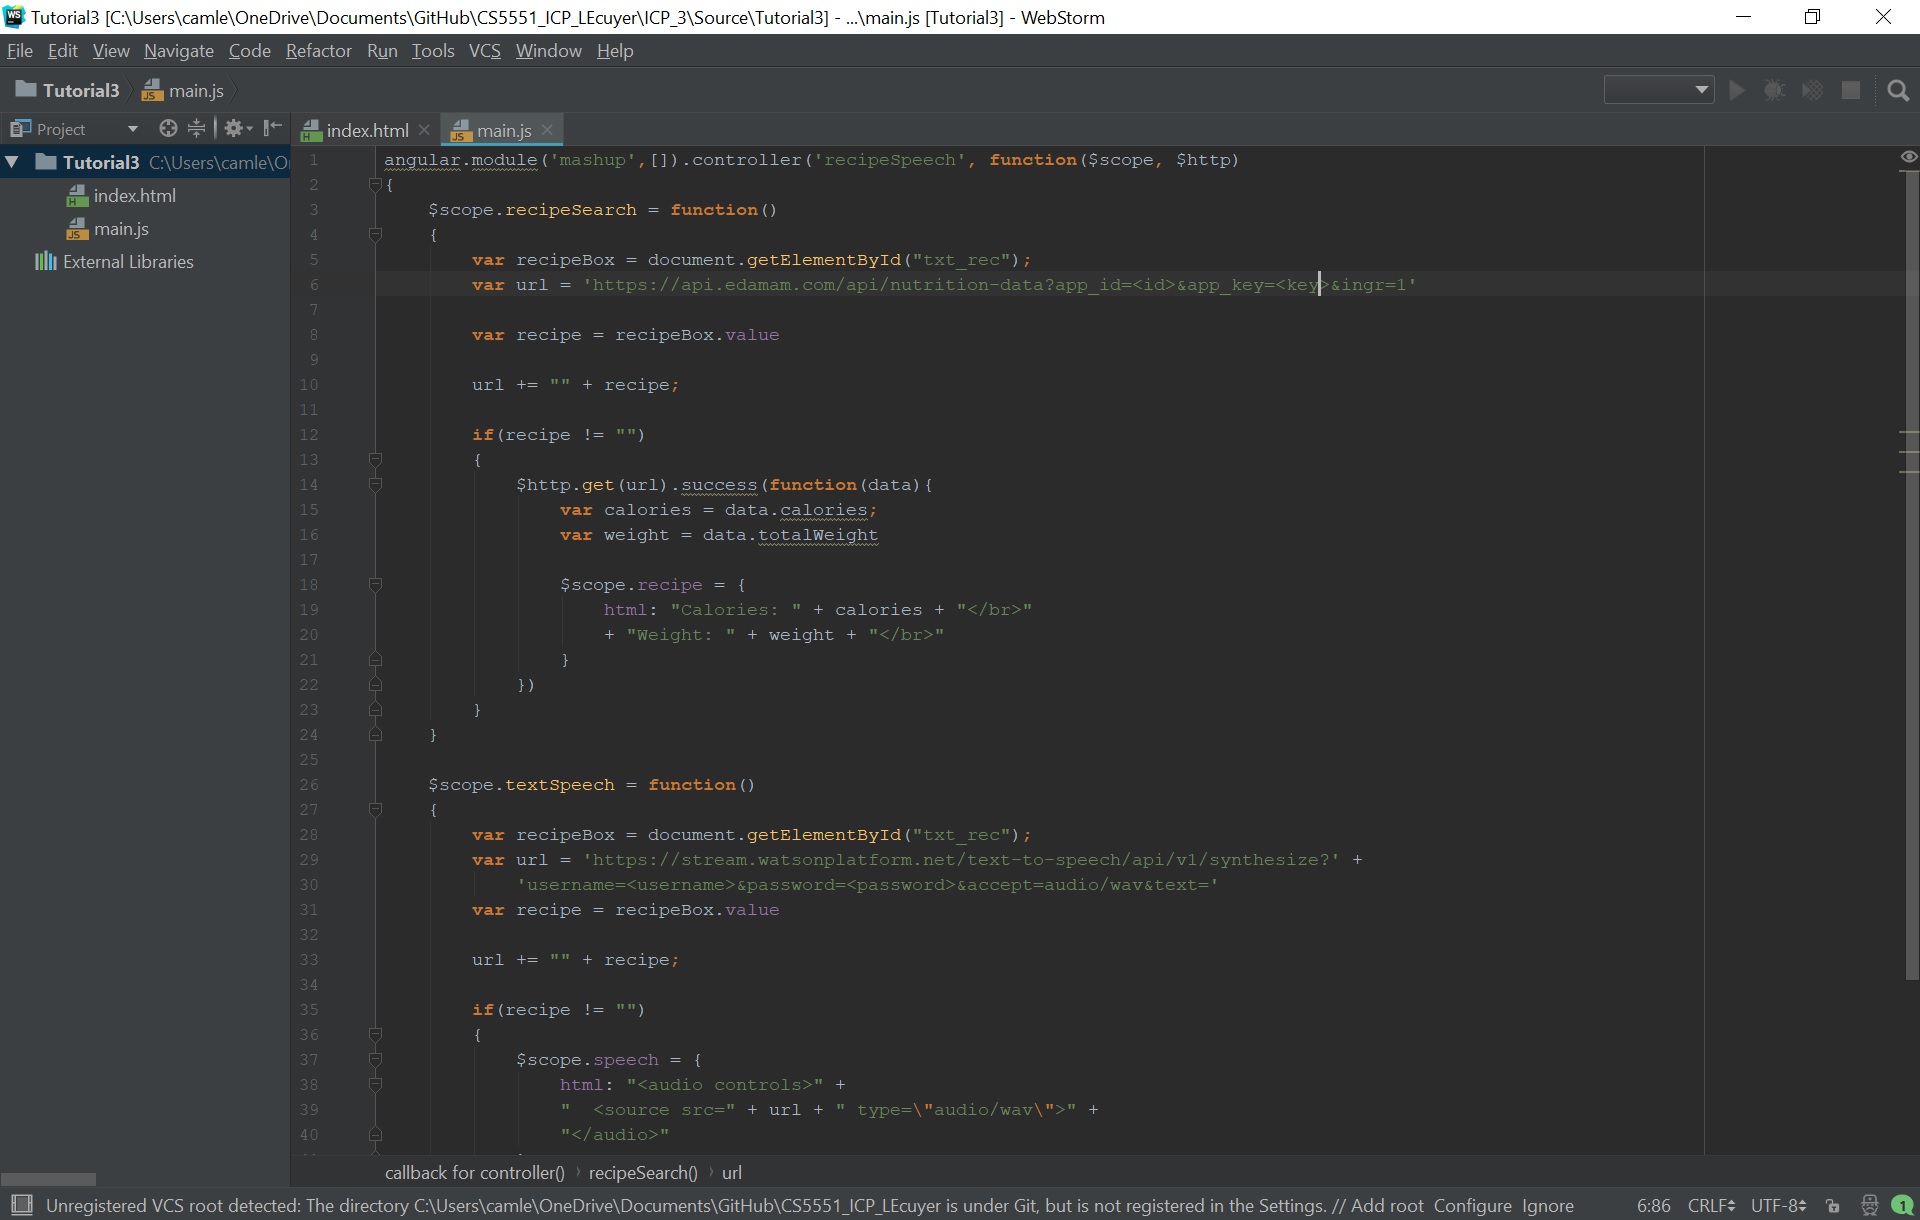 Tutorial3 [C:\Users\camle\OneDrive\Documents\GitHub\CS5551_ICP_LEcuyer\ICP_3\Source\Tutorial3] - ...\main.js [Tutorial3] - WebStorm
File Edit View Navigate Code Refactor Run Tools VCS Window Help
Tutorial3 main.js
Project index.html main.js
Tutorial3 C:\Users\camle\O
index.html
main.js
External Libraries
1 angular.module('mashup',[]).controller('recipeSpeech', function($scope, $http)
2 {
3 $scope.recipeSearch = function()
4 {
5 var recipeBox = document.getElementById("txt_rec");
6 var url = 'https://api.edamam.com/api/nutrition-data?app_id=<id>&app_key=<key>&ingr=1'
7
8 var recipe = recipeBox.value
9
10 url += "" + recipe;
11
12 if(recipe != "")
13 {
14 $http.get(url).success(function(data){
15 var calories = data.calories;
16 var weight = data.totalWeight
17
18 $scope.recipe = {
19 html: "Calories: " + calories + "</br>"
20 + "Weight: " + weight + "</br>"
21 }
22 })
23 }
24 }
25
26 $scope.textSpeech = function()
27 {
28 var recipeBox = document.getElementById("txt_rec");
29 var url = 'https://stream.watsonplatform.net/text-to-speech/api/v1/synthesize?' +
30 'username=<username>&password=<password>&accept=audio/wav&text='
31 var recipe = recipeBox.value
32
33 url += "" + recipe;
34
35 if(recipe != "")
36 {
37 $scope.speech = {
38 html: "<audio controls>" +
39 "  <source src=" + url + " type=\"audio/wav\">" +
40 "</audio>"
callback for controller() recipeSearch() url
Unregistered VCS root detected: The directory C:\Users\camle\OneDrive\Documents\GitHub\CS5551_ICP_LEcuyer is under Git, but is not registered in the Settings. // Add root Configure Ignore 6:86 CRLF UTF-8 1